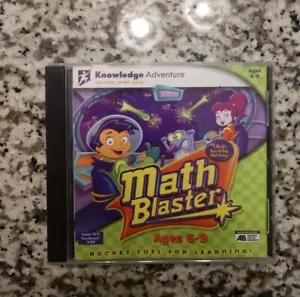 Knowledge Adventure®
Ages
6-9
Math
Blaster
Ages 6-9
ROCKET FUEL FOR LEARNING!